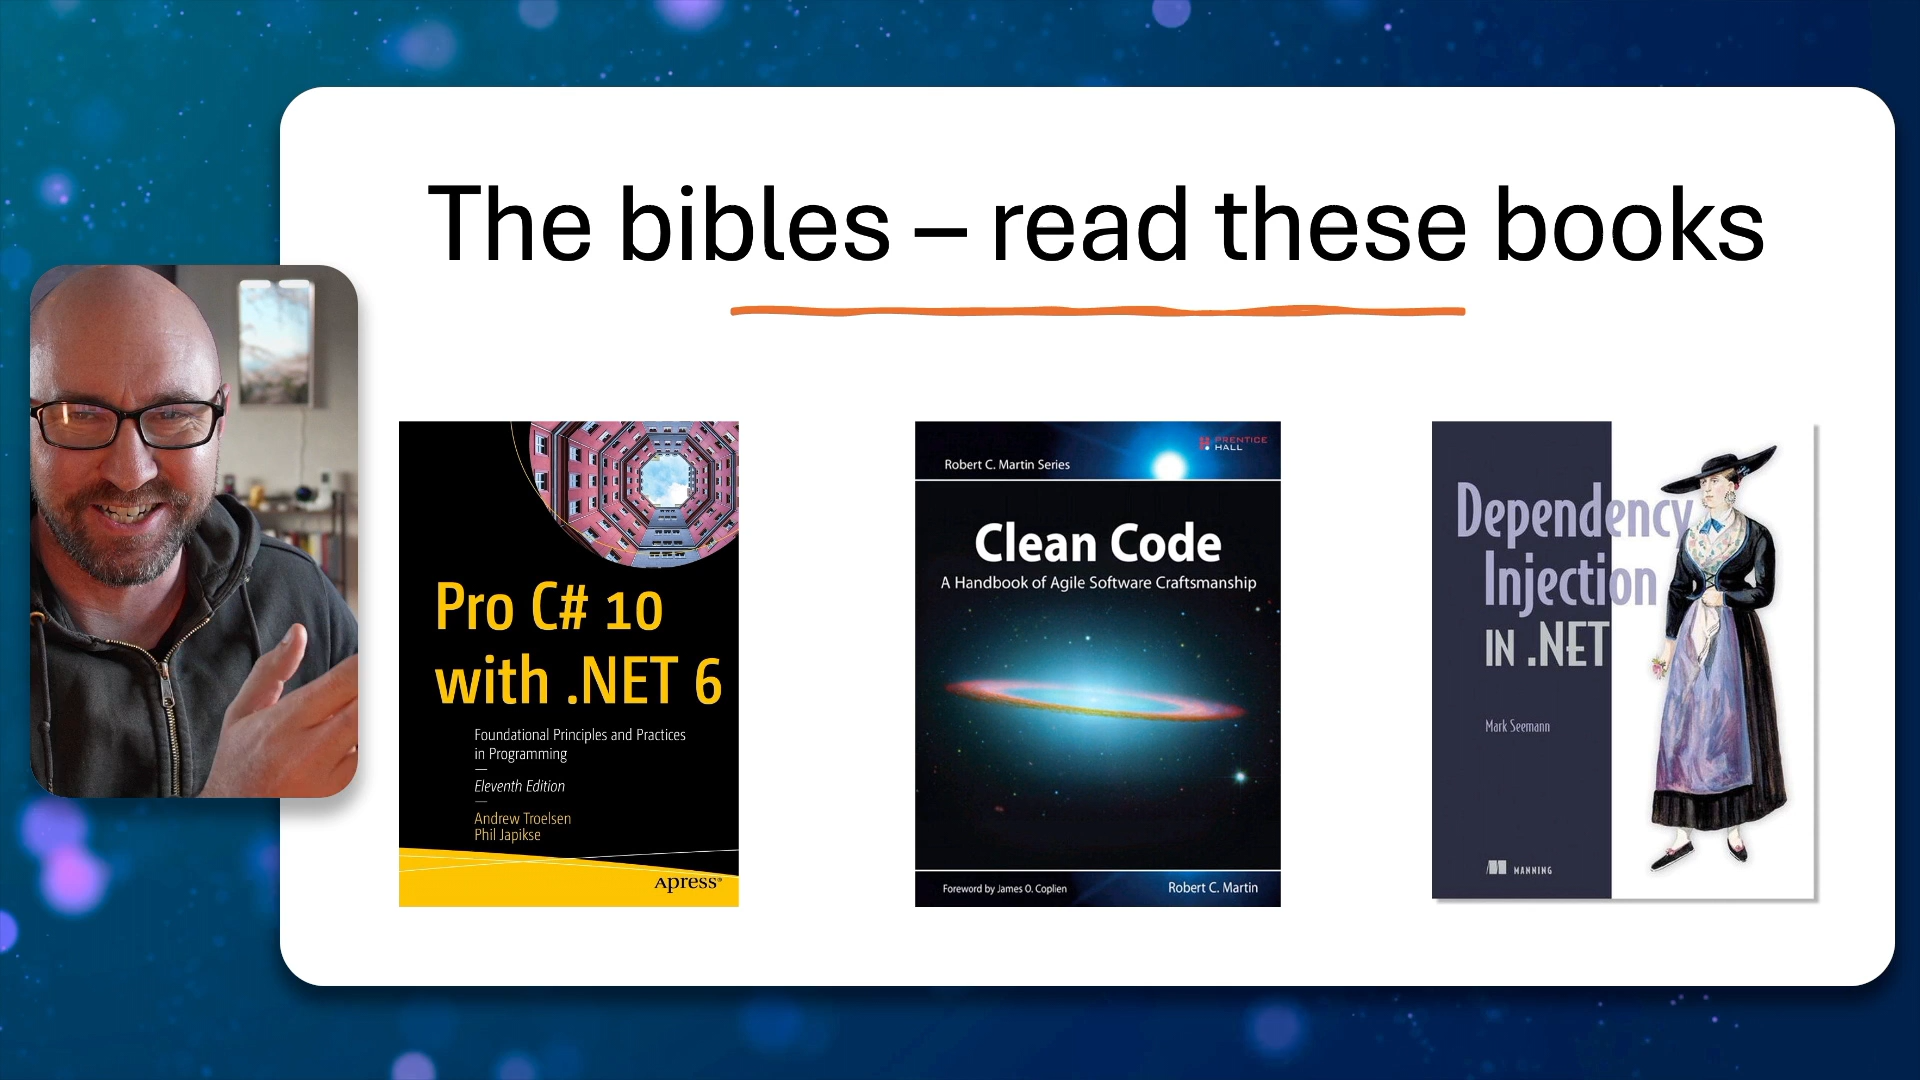 The bibles – read these books
Pro C# 10
with .NET 6
Foundational Principles and Practices
in Programming
Eleventh Edition
Andrew Troelsen
Phil Japikse
Apress™
PRENTICE
HALL
Robert C. Martin Series
Clean Code
A Handbook of Agile Software Craftsmanship
Foreword by James O. Coplien
Robert C. Martin
Dependency
Injection
IN .NET
Mark Seemann
MANNING